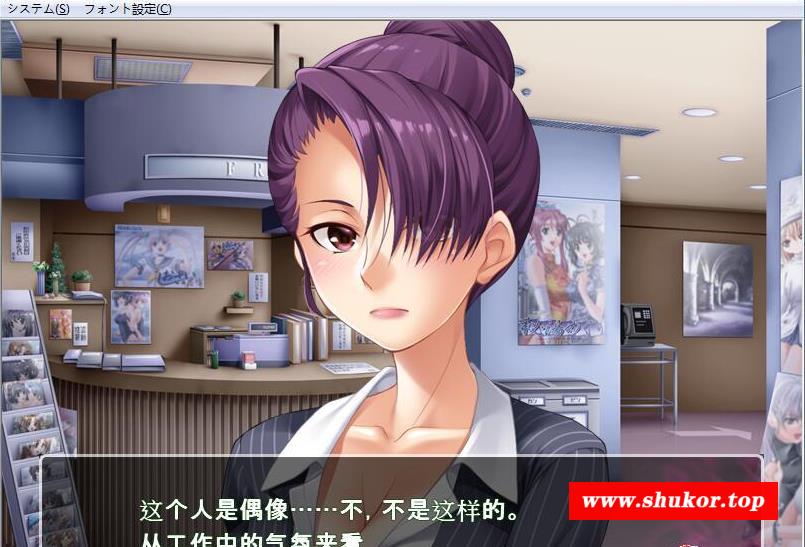 システム(S) フォント設定(C)
F R
这个人是偶像……不，不是这样的。
从工作中的气氛来看
www.shukor.top